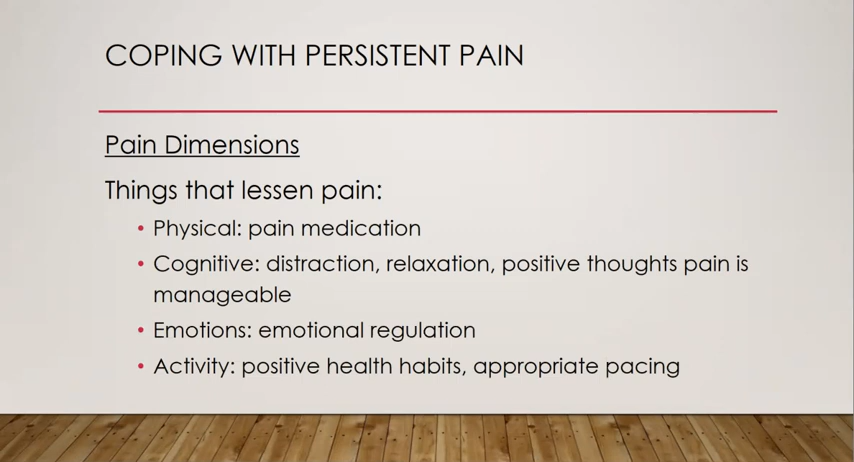 COPING WITH PERSISTENT PAIN
Pain Dimensions
Things that lessen pain:
• Physical: pain medication
• Cognitive: distraction, relaxation, positive thoughts pain is
manageable
• Emotions: emotional regulation
• Activity: positive health habits, appropriate pacing